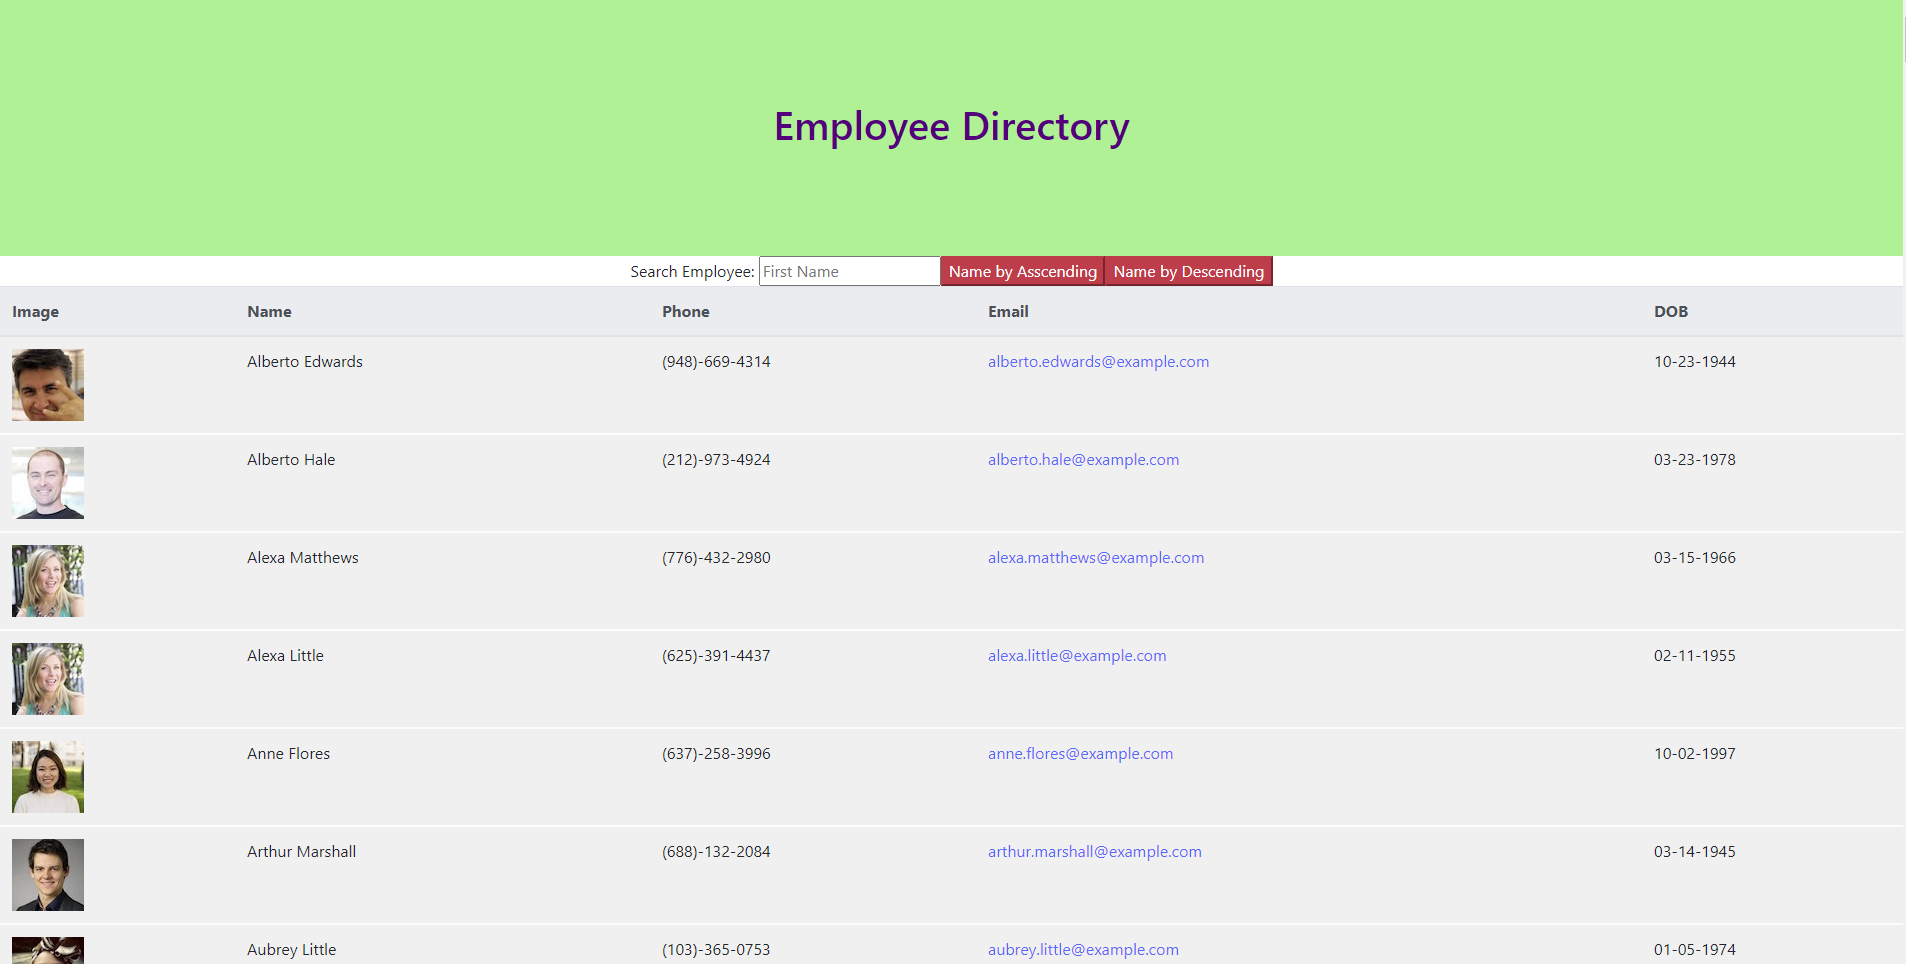 Employee Directory
Search Employee: First Name Name by Asscending Name by Descending
Image Name Phone Email DOB
Alberto Edwards (948)-669-4314 alberto.edwards@example.com 10-23-1944
Alberto Hale (212)-973-4924 alberto.hale@example.com 03-23-1978
Alexa Matthews (776)-432-2980 alexa.matthews@example.com 03-15-1966
Alexa Little (625)-391-4437 alexa.little@example.com 02-11-1955
Anne Flores (637)-258-3996 anne.flores@example.com 10-02-1997
Arthur Marshall (688)-132-2084 arthur.marshall@example.com 03-14-1945
Aubrey Little (103)-365-0753 aubrey.little@example.com 01-05-1974